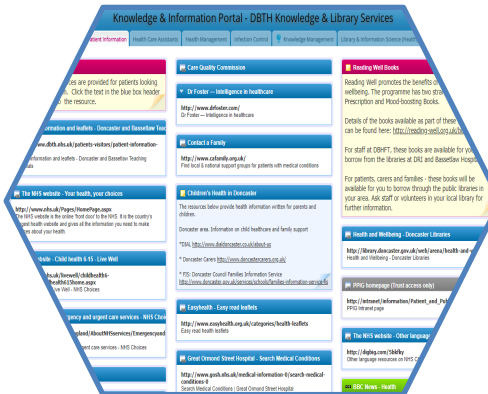 Knowledge & Information Portal - DBTH Knowledge & Library Services
Patient Information
Health Care Assistants
Health Management
Infection Control
Knowledge Management
Library & Information Science (Health
are provided for patients looking
Click the text in the blue box header
the resource.
ormation and leaflets - Doncaster and Bassetlaw Teac
.dbth.nhs.uk/patients-visitors/patient-information-
nformation and leaflets - Doncaster and Bassetlaw Teaching
The NHS website - Your health, your choices
http://www.nhs.uk/Pages/HomePage.aspx
The NHS website is the online 'front door' to the NHS. It is the country's
gest health website and gives all the information you need to make
es about your health.
ebsite - Child health 6-15 - Live Well
hs.uk/livewell/childhealth6-
health615home.aspx
ive Well - NHS Choices
rgency and urgent care services - NHS Choi
ngland/AboutNHSservices/Emergencyand
gent care services - NHS Choices
Care Quality Commission
Dr Foster — Intelligence in healthcare
http://www.drfoster.com/
Dr Foster — Intelligence in healthcare
Contact a Family
http://www.cafamily.org.uk/
Find local & national support groups for patients with medical conditions
Children's Health in Doncaster
The resources below provide health information written for parents and
children.
Doncaster area. Information on child healthcare and family support
*DIAL http://www.dialdoncaster.co.uk/about-us
* Doncaster Carers http://doncastercarers.org.uk/
* FIS: Doncaster Council Families Information Service
http://www.doncaster.gov.uk/services/schools/families-information-service-fis
Easyhealth - Easy read leaflets
http://www.easyhealth.org.uk/categories/health-leaflets
Easy read health leaflets
Great Ormond Street Hospital - Search Medical Conditions
http://www.gosh.nhs.uk/medical-information-0/search-medical-
conditions-0
Search Medical Conditions | Great Ormond Street Hospital
Reading Well Books
Reading Well promotes the benefits o
wellbeing. The programme has two stran
Prescription and Mood-boosting Books.
Details of the books available as part of these
can be found here: http://reading-well.org.uk/b
For staff at DBHFT, these books are available for you
borrow from the libraries at DRI and Bassetlaw Hospit
For patients, carers and families - these books will be
available for you to borrow through the public libraries in
your area. Ask staff or volunteers in your local library for
further information.
Health and Wellbeing - Doncaster Libraries
http://library.doncaster.gov.uk/web/arena/health-and-w
Health and Wellbeing - Doncaster Libraries
PPIG homepage (Trust access only)
http://intranet/information/Patient_and_Pub
PPIG Intranet page
The NHS website - Other language
http://digbig.com/5bkfky
Other language resources on NHS C
BBC News - Health